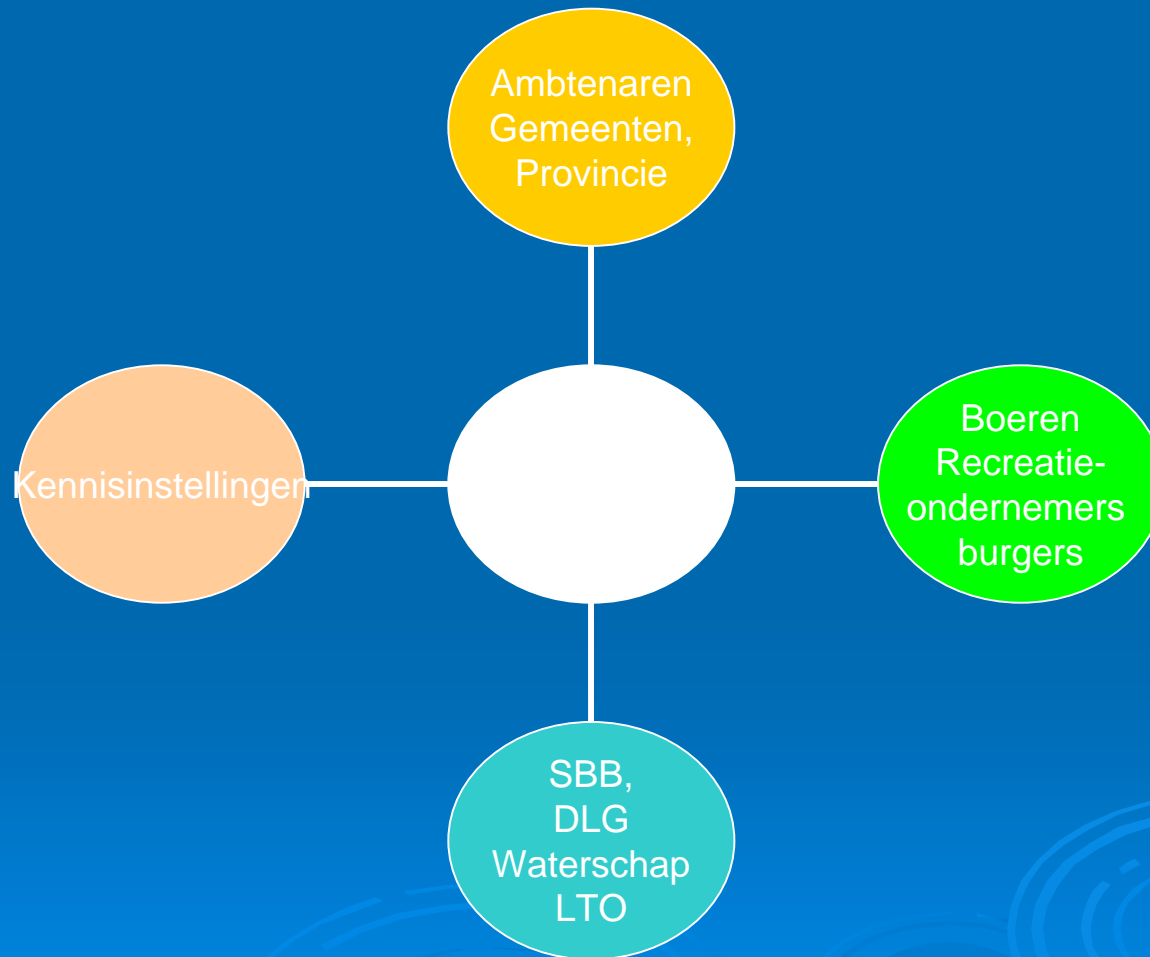 Ambtenaren
Gemeenten,
Provincie
Kennisinstellingen
Boeren
Recreatie-
ondernemers
burgers
SBB,
DLG
Waterschap
LTO